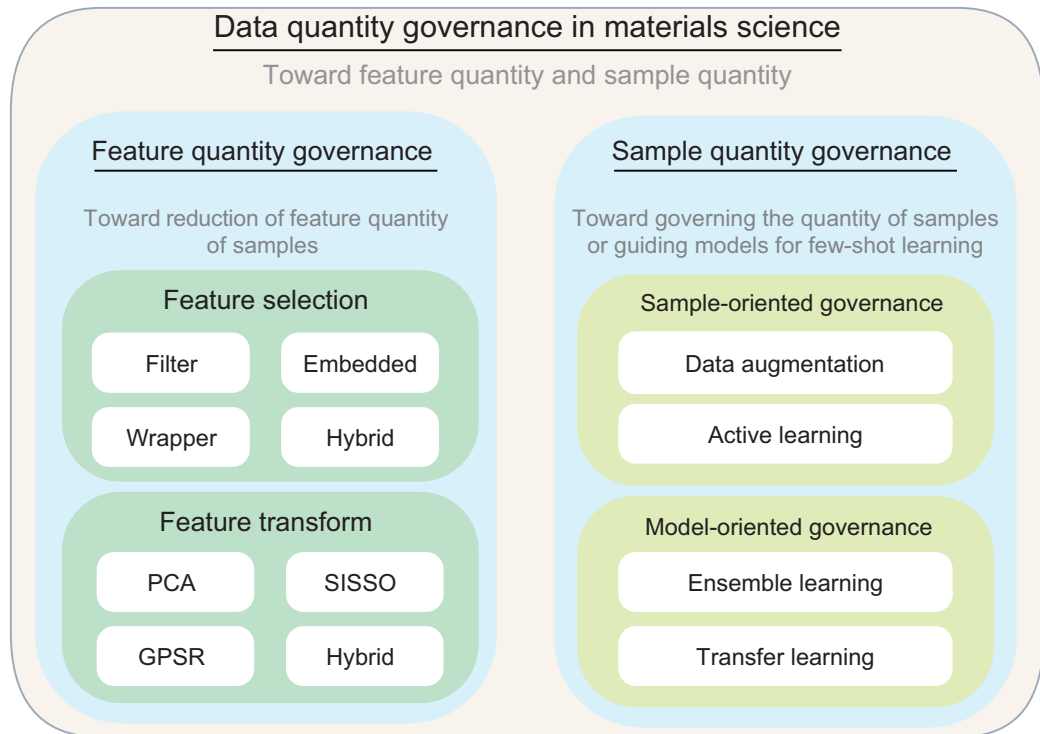 Data quantity governance in materials science
Toward feature quantity and sample quantity
Feature quantity governance
Toward reduction of feature quantity
of samples
Feature selection
Filter
Embedded
Wrapper
Hybrid
Feature transform
PCA
SISSO
GPSR
Hybrid
Sample quantity governance
Toward governing the quantity of samples
or guiding models for few-shot learning
Sample-oriented governance
Data augmentation
Active learning
Model-oriented governance
Ensemble learning
Transfer learning